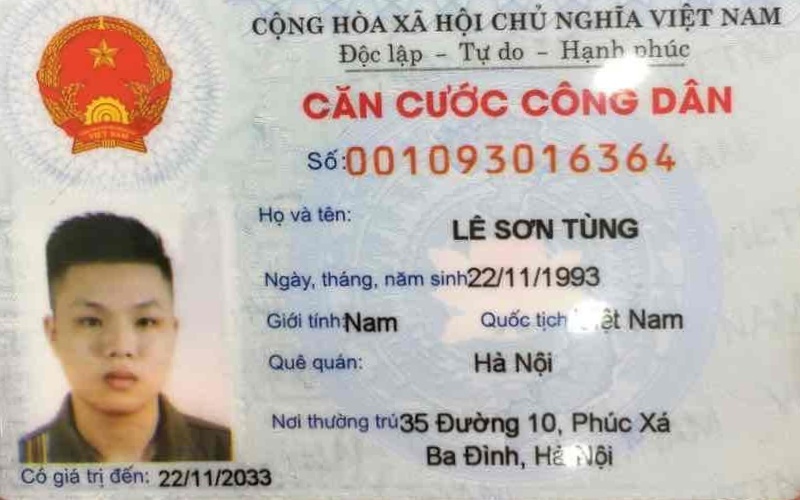 CỘNG HÒA XÃ HỘI CHỦ NGHĨA VIỆT NAM
Độc lập – Tự do – Hạnh phúc
CĂN CƯỚC CÔNG DÂN
Số: 001093016364
Họ và tên: LÊ SƠN TÙNG
Ngày, tháng, năm sinh 22/11/1993
Giới tính: Nam Quốc tịch Nam
Quê quán: Hà Nội
Nơi thường trú 35 Đường 10, Phúc Xá
Ba Đình, Hà Nội
Có giá trị đến: 22/11/2033